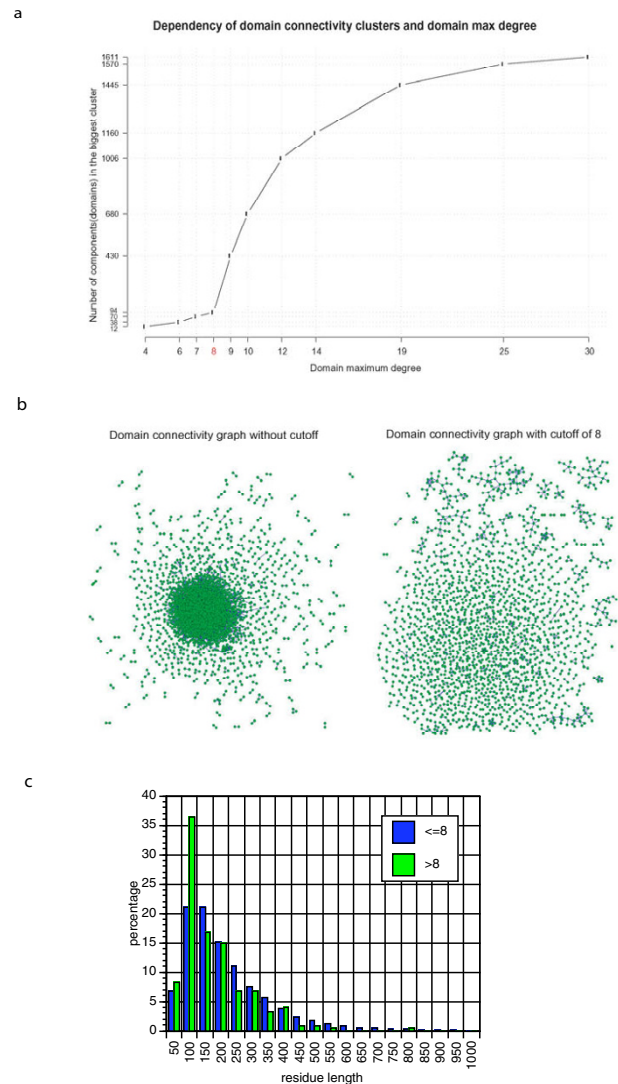 a
Dependency of domain connectivity clusters and domain max degree
Number of components(domains) in the biggest cluster
1611
1570
1445
1160
1006
680
430
12
4 6 7 8 9 10 12 14 19 25 30
Domain maximum degree
b
Domain connectivity graph without cutoff
Domain connectivity graph with cutoff of 8
c
percentage
40
35
30
25
20
15
10
5
0
<=8
>8
50 100 150 200 250 300 350 400 450 500 550 600 650 700 750 800 850 900 950 1000
residue length